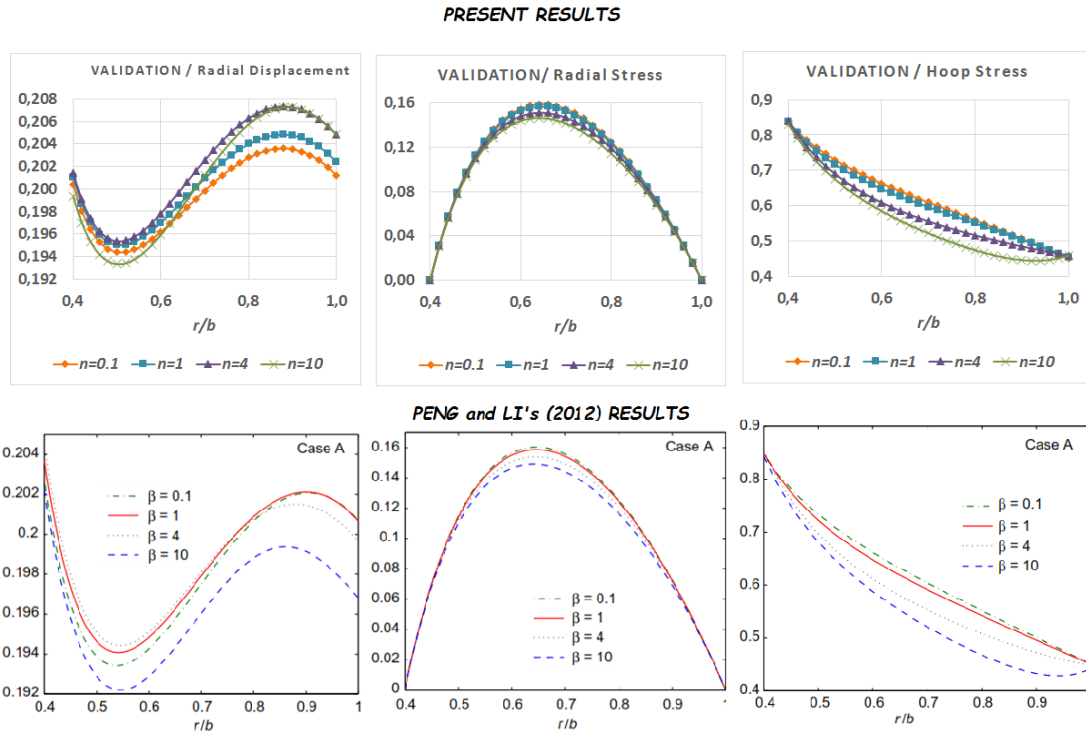 PRESENT RESULTS
VALIDATION / Radial Displacement
0,208
0,206
0,204
0,202
0,200
0,198
0,196
0,194
0,192
0,4 0,6 0,8 1,0
r/b
n=0.1 n=1 n=4 n=10
VALIDATION/ Radial Stress
0,16
0,12
0,08
0,04
0,00
0,4 0,6 0,8 1,0
r/b
n=0.1 n=1 n=4 n=10
VALIDATION / Hoop Stress
0,9
0,8
0,7
0,6
0,5
0,4
0,4 0,6 0,8 1,0
r/b
n=0.1 n=1 n=4 n=10
PENG and LI's (2012) RESULTS
Case A
0.204
0.202
0.2
0.198
0.196
0.194
0.192
β = 0.1
β = 1
β = 4
β = 10
0.4 0.5 0.6 0.7 0.8 0.9 1
r/b
Case A
0.16
0.14
0.12
0.1
0.08
0.06
0.04
0.02
0
β = 0.1
β = 1
β = 4
β = 10
0.4 0.5 0.6 0.7 0.8 0.9 1
r/b
Case A
0.9
0.8
0.7
0.6
0.5
0.4
β = 0.1
β = 1
β = 4
β = 10
0.4 0.5 0.6 0.7 0.8 0.9 1
r/b